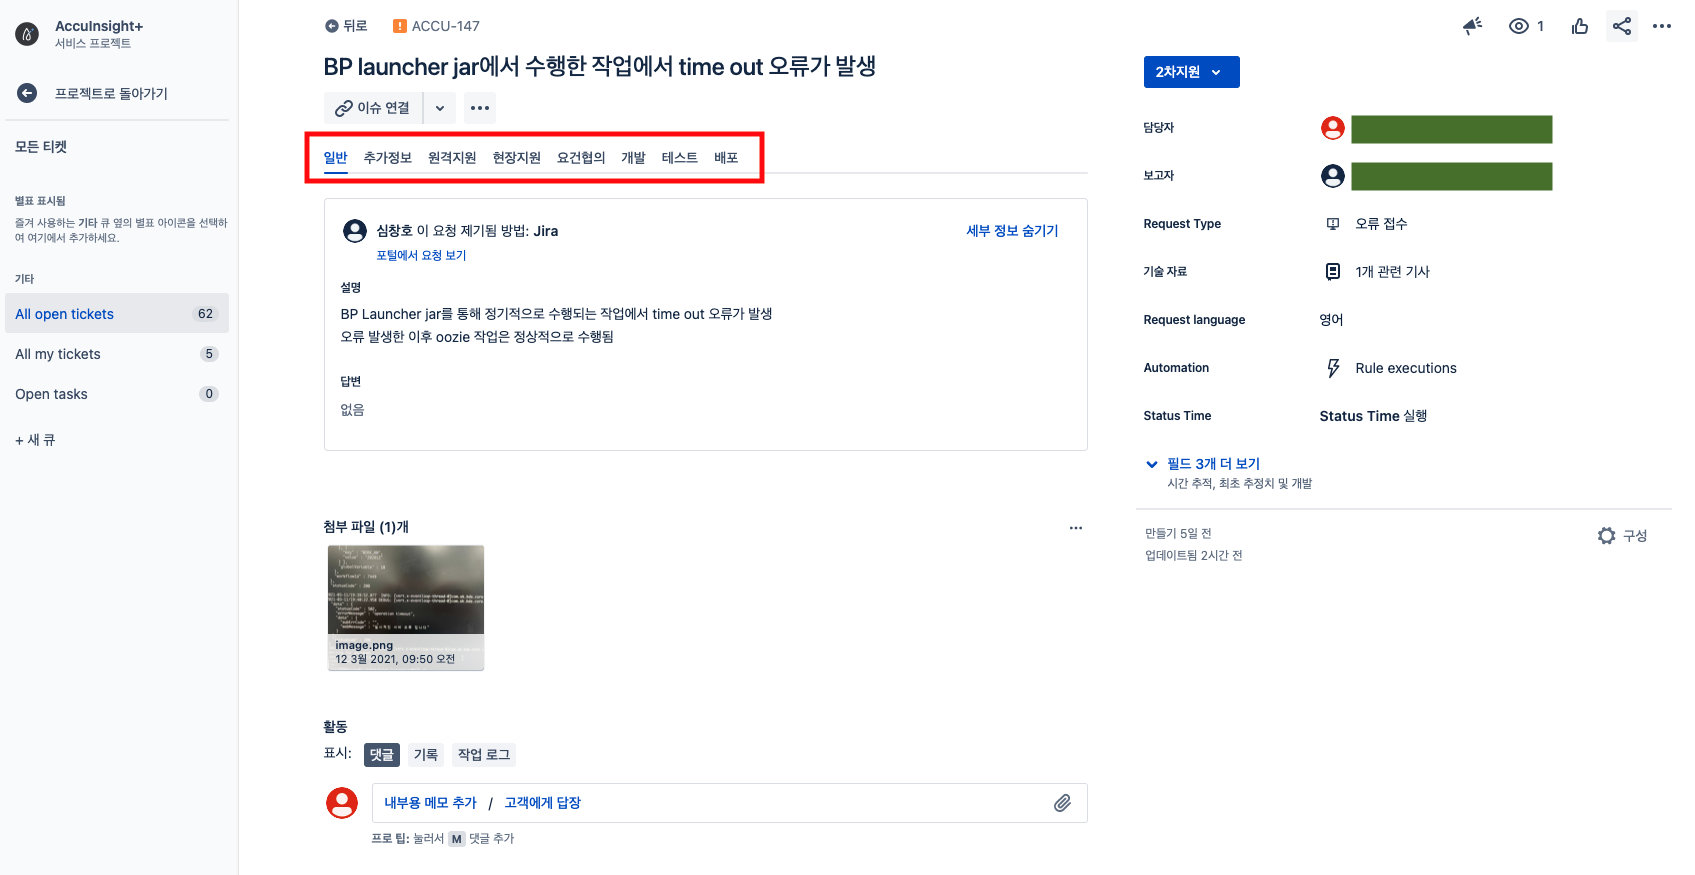 AccuInsight+
서비스 프로젝트
프로젝트로 돌아가기
모든 티켓
별표 표시됨
즐겨 사용하는 기타 큐 옆의 별표 아이콘을 선택하
여 여기에서 추가하세요.
기타
All open tickets 62
All my tickets 5
Open tasks 0
+ 새 큐
뒤로 ACCU-147
BP launcher jar에서 수행한 작업에서 time out 오류가 발생
이슈 연결
일반 추가정보 원격지원 현장지원 요건협의 개발 테스트 배포
심창호 이 요청 제기됨 방법: Jira 세부 정보 숨기기
포털에서 요청 보기
설명
BP Launcher jar를 통해 정기적으로 수행되는 작업에서 time out 오류가 발생
오류 발생한 이후 oozie 작업은 정상적으로 수행됨
답변
없음
첨부 파일 (1)개
image.png
12 3월 2021, 09:50 오전
활동
표시: 댓글 기록 작업 로그
내부용 메모 추가 / 고객에게 답장
프로 팁: 눌러서 M 댓글 추가
1
2차지원
담당자
보고자
Request Type 오류 접수
기술 자료 1개 관련 기사
Request language 영어
Automation Rule executions
Status Time Status Time 실행
필드 3개 더 보기
시간 추적, 최초 추정치 및 개발
만들기 5일 전
업데이트됨 2시간 전
구성